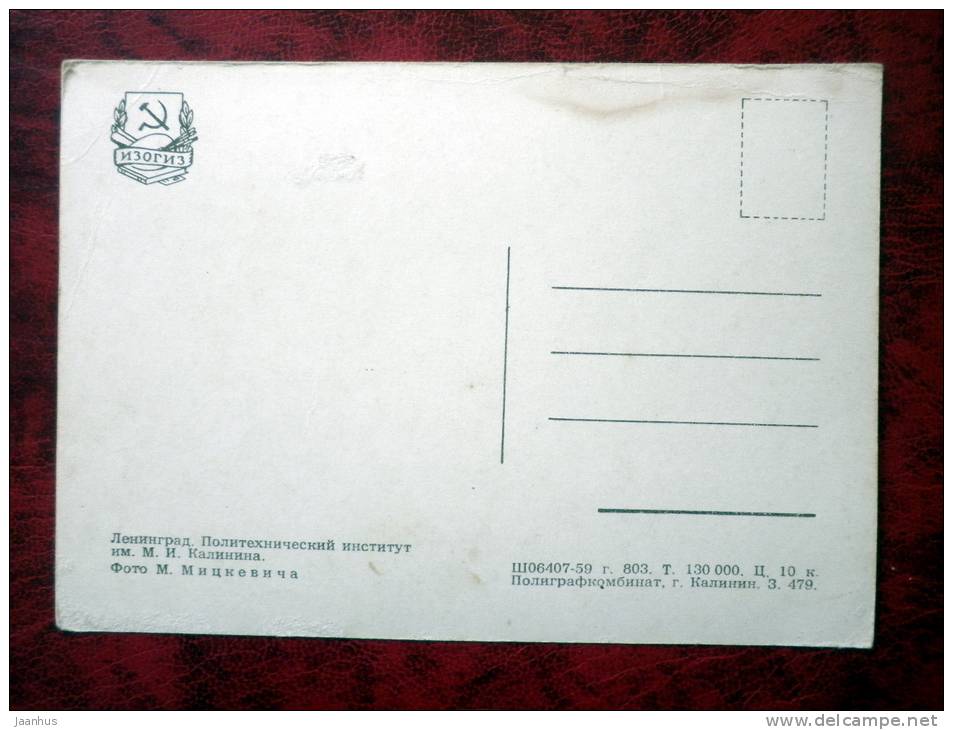 ИЗОГИЗ
Ленинград. Политехнический институт
им. М. И. Калинина.
Фото М. Мицкевича
Ш06407-59 г. 803. Т. 130 000. Ц. 10 к.
Полиграфкомбинат, г. Калинин. З. 479.
jaanhus
www.delcampe.net